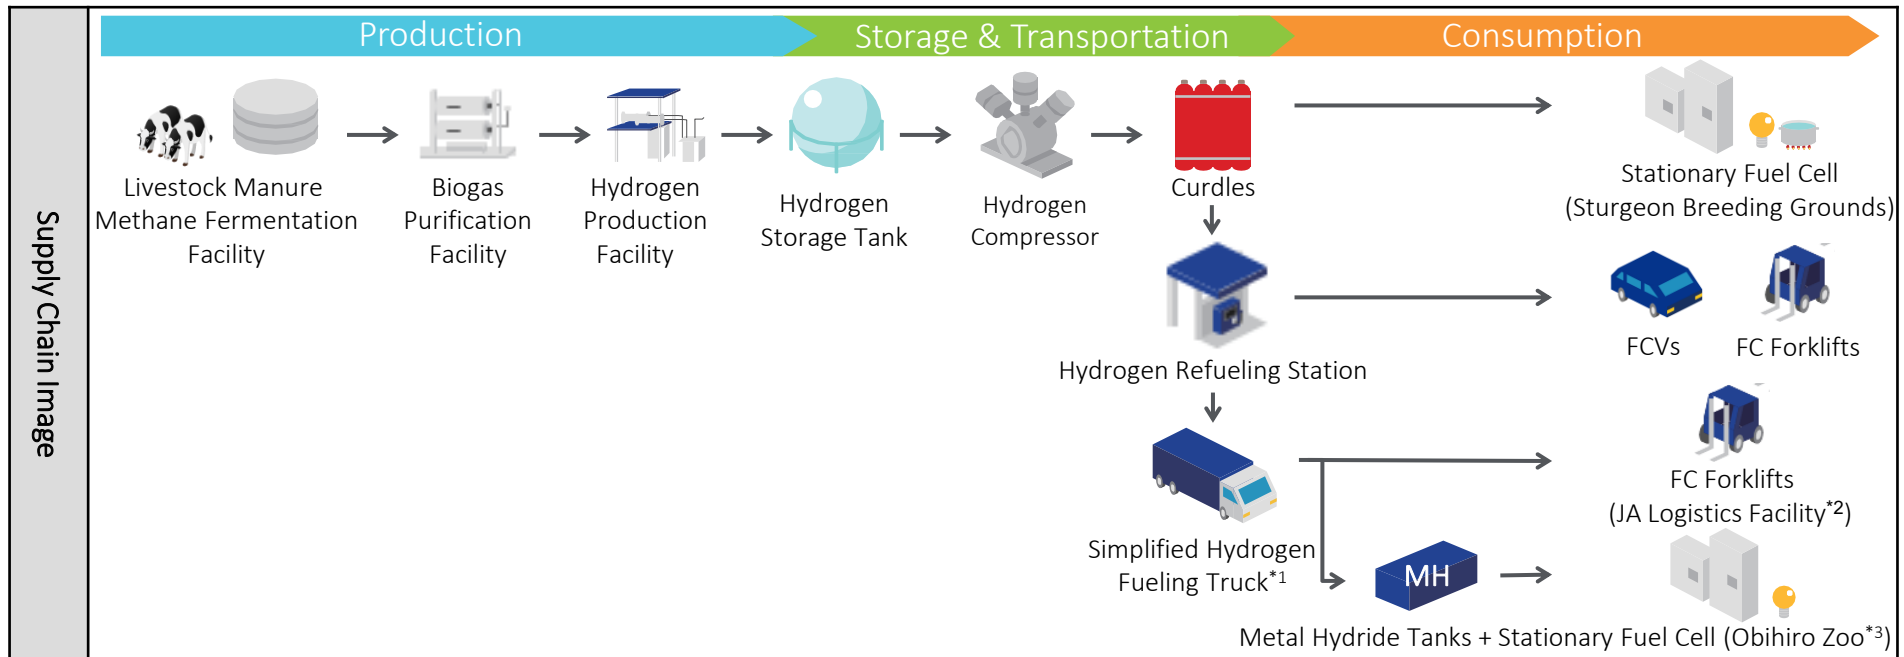 Production
Storage & Transportation
Consumption
Supply Chain Image
Livestock Manure
Methane Fermentation
Facility
Biogas
Purification
Facility
Hydrogen
Production
Facility
Hydrogen
Storage Tank
Hydrogen
Compressor
Curdles
Stationary Fuel Cell
(Sturgeon Breeding Grounds)
Hydrogen Refueling Station
FCVs
FC Forklifts
Simplified Hydrogen
Fueling Truck*1
FC Forklifts
(JA Logistics Facility*2)
MH
Metal Hydride Tanks + Stationary Fuel Cell (Obihiro Zoo*3)